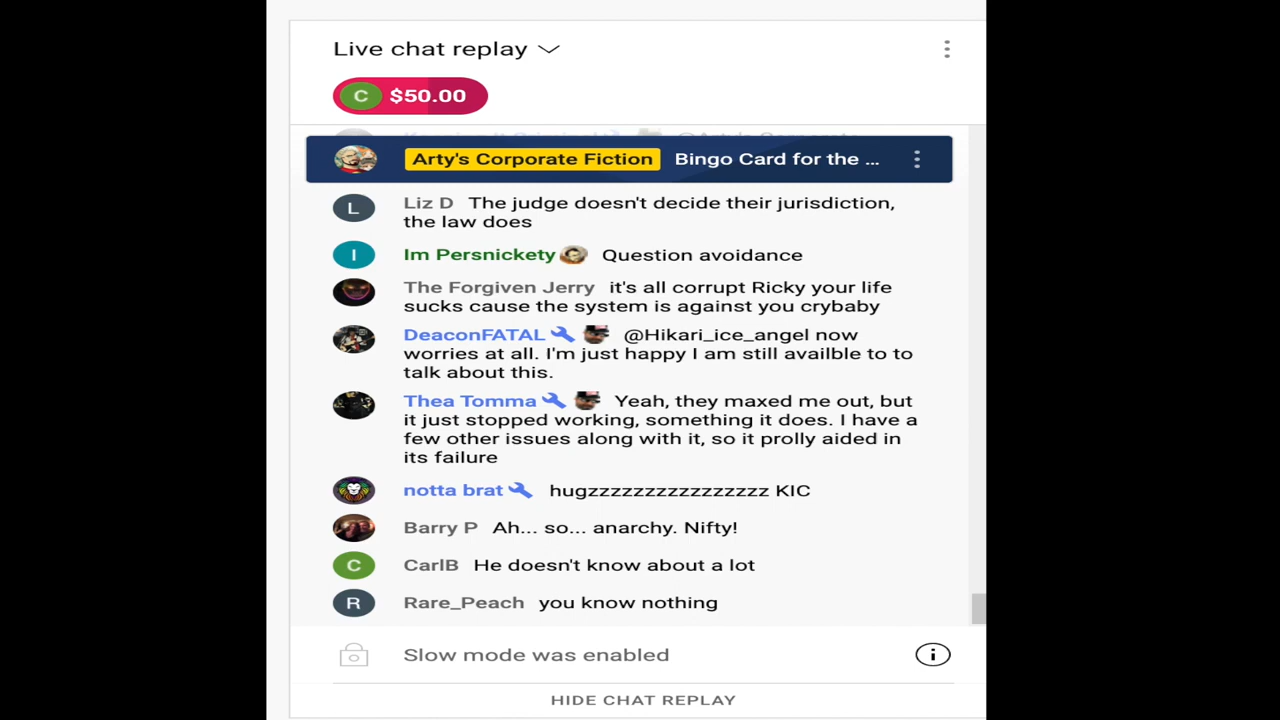 Live chat replay
C $50.00
Arty's Corporate Fiction Bingo Card for the ...
L Liz D The judge doesn't decide their jurisdiction,
the law does
I Im Persnickety Question avoidance
The Forgiven Jerry it's all corrupt Ricky your life
sucks cause the system is against you crybaby
DeaconFATAL @Hikari_ice_angel now
worries at all. I'm just happy I am still availble to to
talk about this.
Thea Tomma Yeah, they maxed me out, but
it just stopped working, something it does. I have a
few other issues along with it, so it prolly aided in
its failure
notta brat hugzzzzzzzzzzzzzzzzz KIC
Barry P Ah... so... anarchy. Nifty!
C CarlB He doesn't know about a lot
R Rare_Peach you know nothing
Slow mode was enabled
HIDE CHAT REPLAY